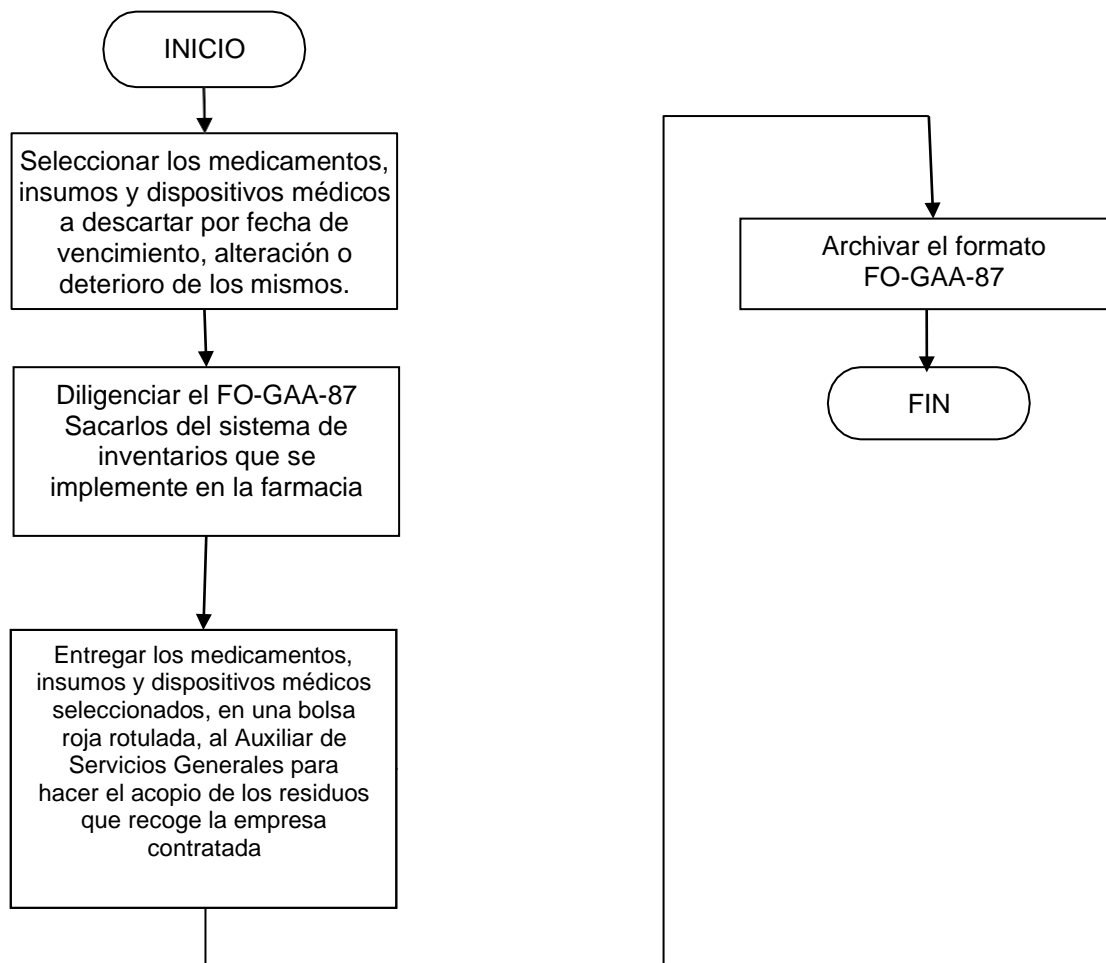 INICIO
Seleccionar los medicamentos,
insumos y dispositivos médicos
a descartar por fecha de
vencimiento, alteración o
deterioro de los mismos.
Diligenciar el FO-GAA-87
Sacarlos del sistema de
inventarios que se
implemente en la farmacia
Entregar los medicamentos,
insumos y dispositivos médicos
seleccionados, en una bolsa
roja rotulada, al Auxiliar de
Servicios Generales para
hacer el acopio de los residuos
que recoge la empresa
contratada
Archivar el formato
FO-GAA-87
FIN